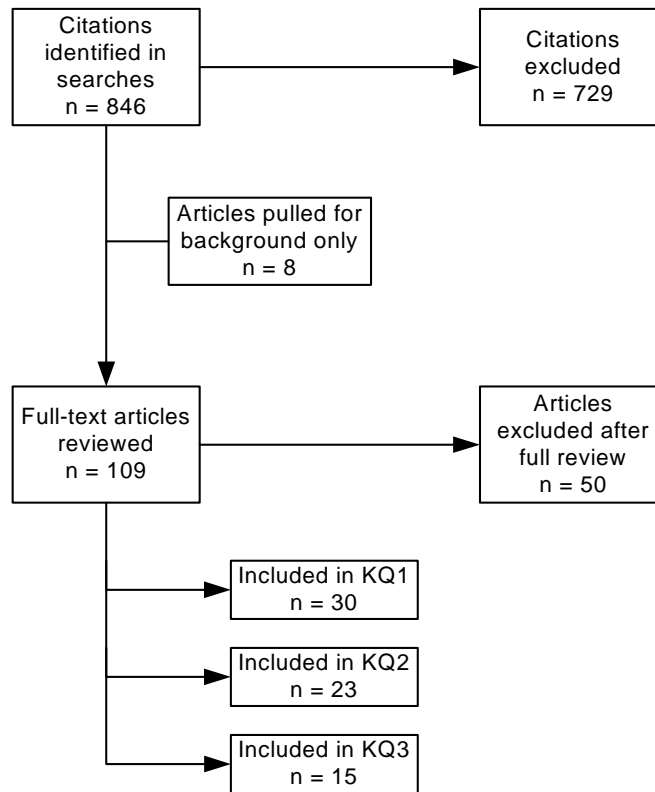 Citations
identified in
searches
n = 846
Citations
excluded
n = 729
Articles pulled for
background only
n = 8
Full-text articles
reviewed
n = 109
Articles
excluded after
full review
n = 50
Included in KQ1
n = 30
Included in KQ2
n = 23
Included in KQ3
n = 15